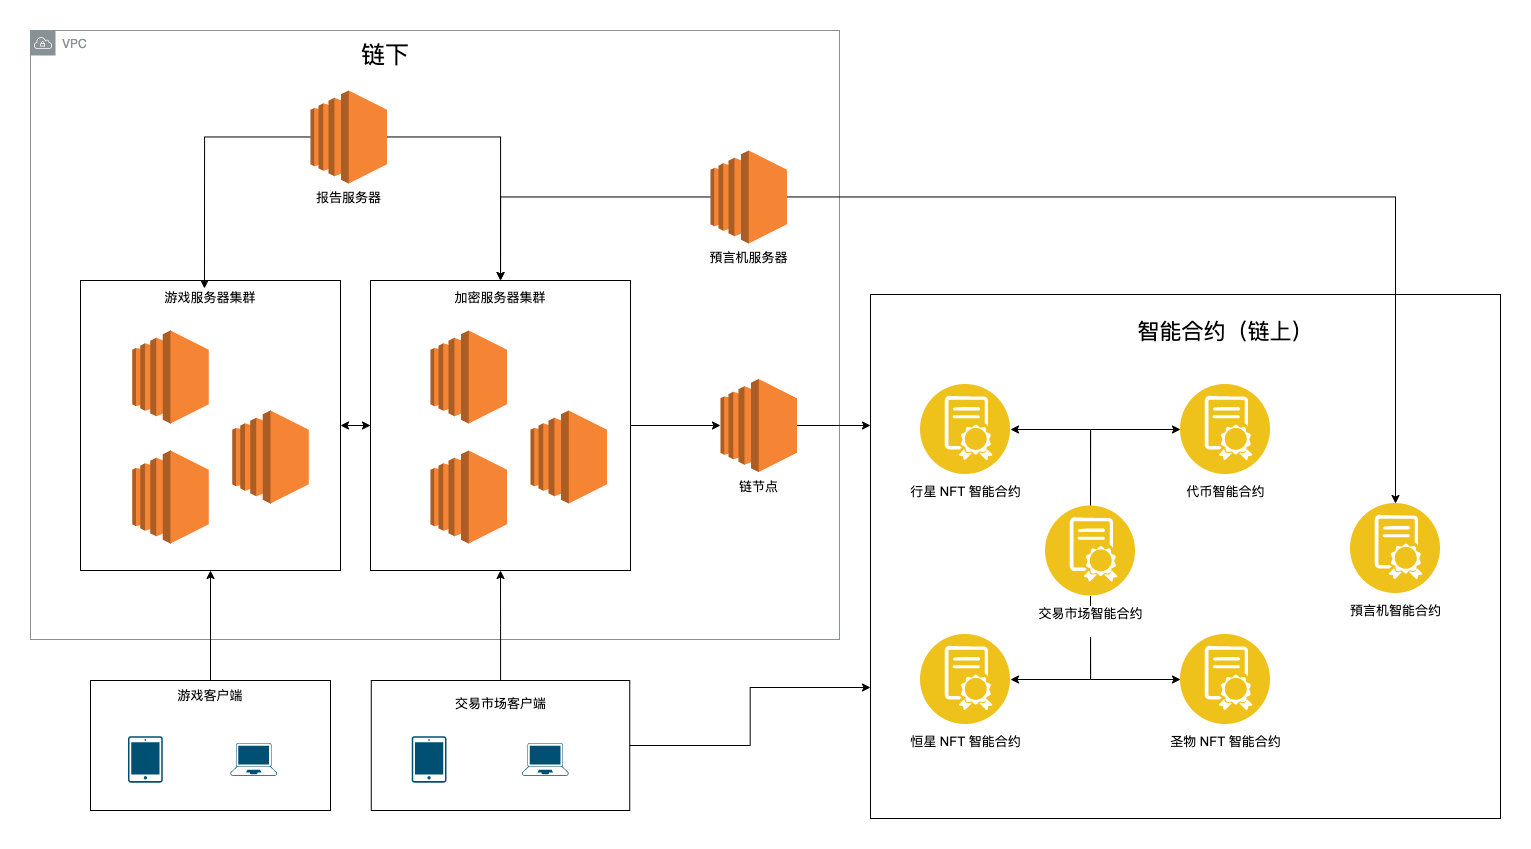 VPC
链下
报告服务器
預言机服务器
游戏服务器集群
加密服务器集群
链节点
智能合约（链上）
行星 NFT 智能合约
代币智能合约
交易市场智能合约
預言机智能合约
恒星 NFT 智能合约
圣物 NFT 智能合约
游戏客户端
交易市场客户端